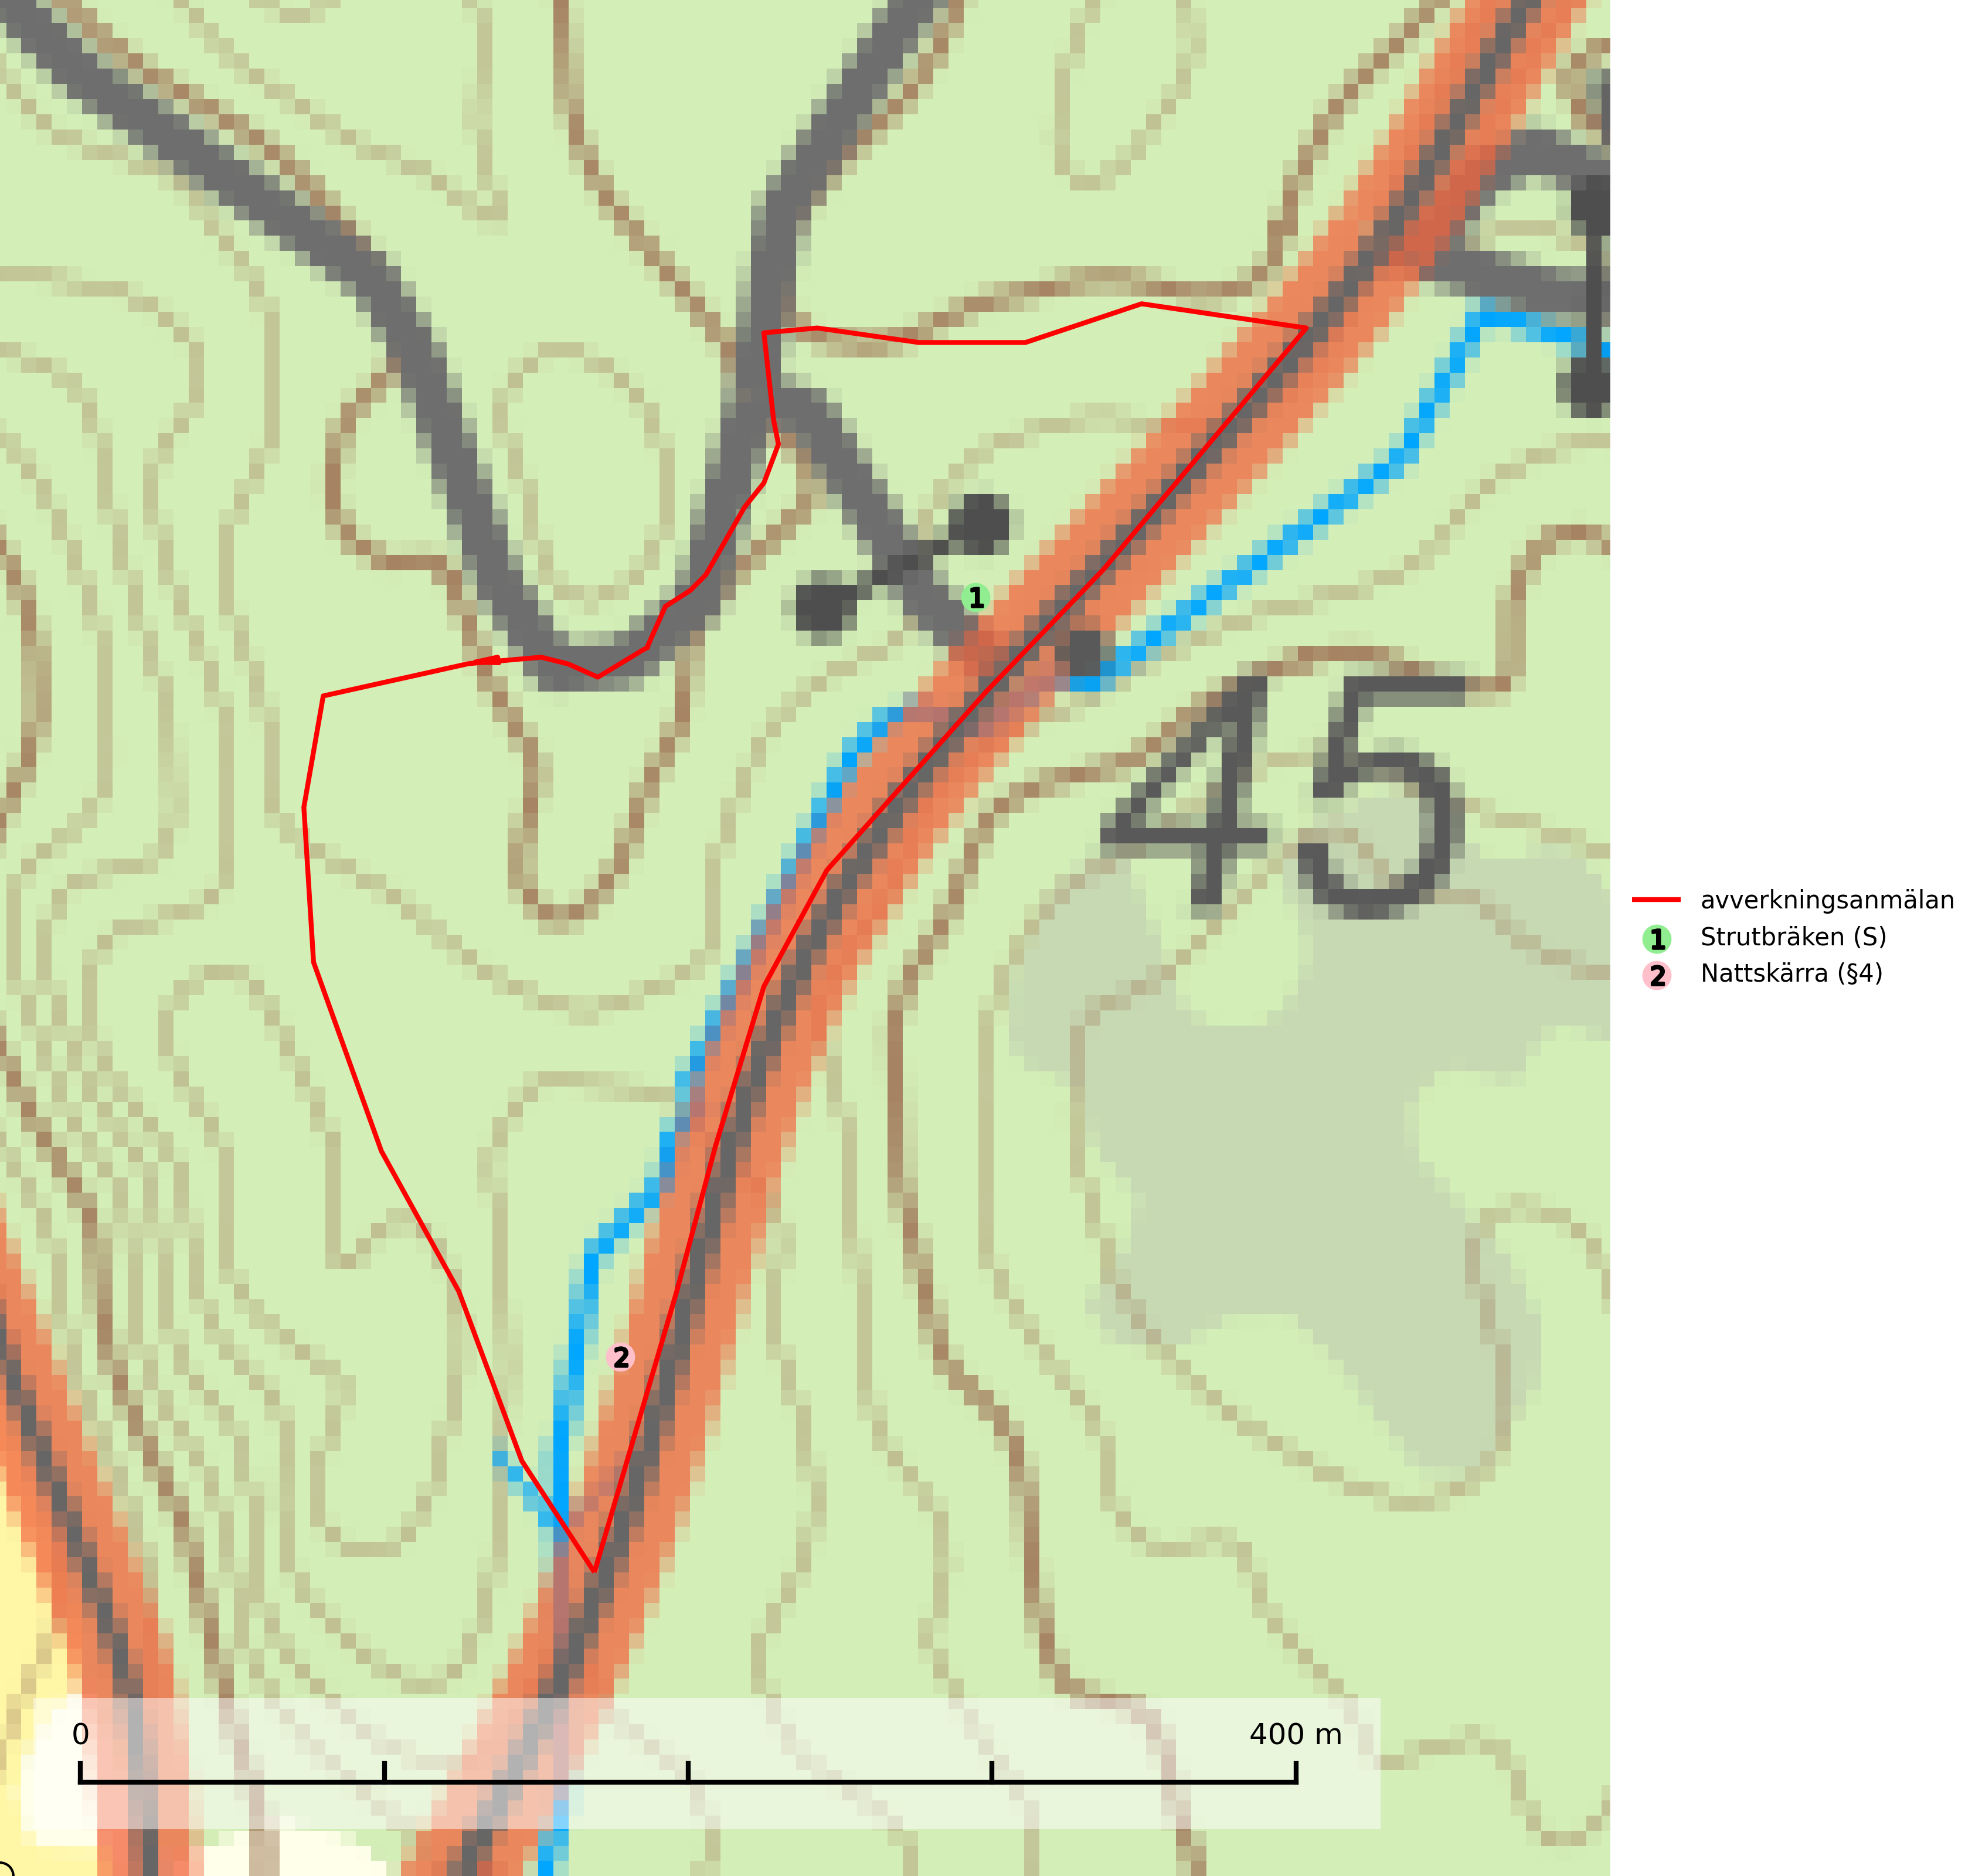 1
45
2
0
400 m
avverkningsanmälan
1 Strutbräken (S)
2 Nattskärra (§4)